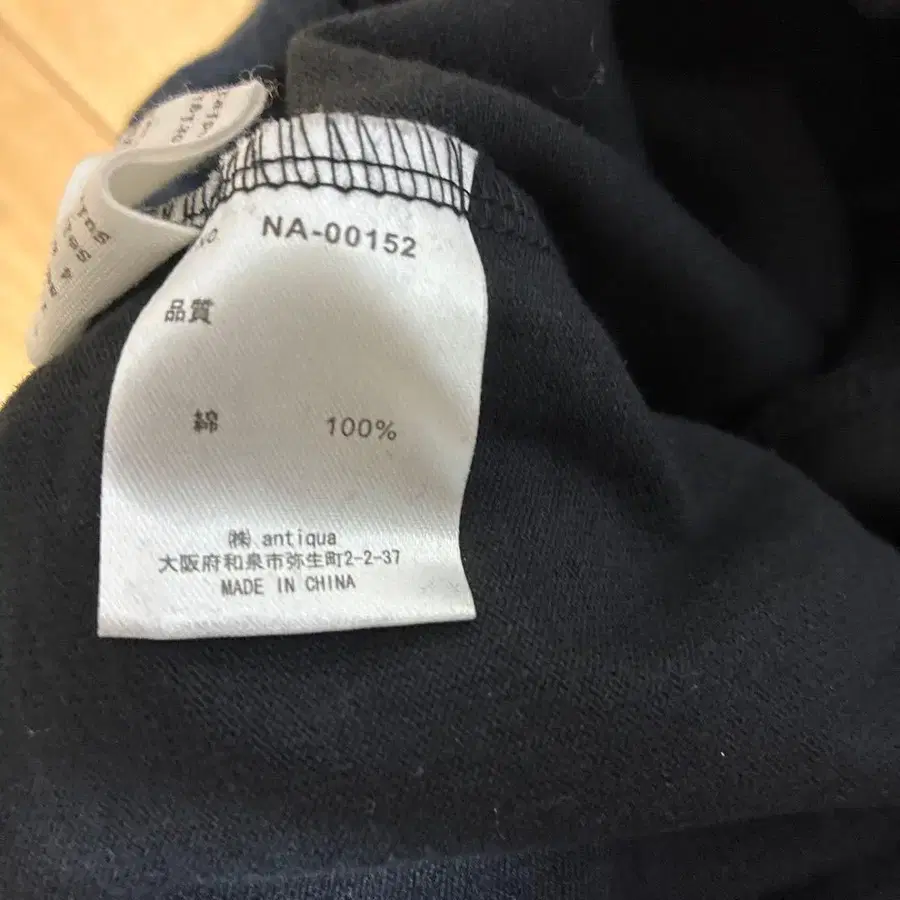 NA-00152
品質
綿 100%
㈱ antiqua
大阪府和泉市弥生町2-2-37
MADE IN CHINA